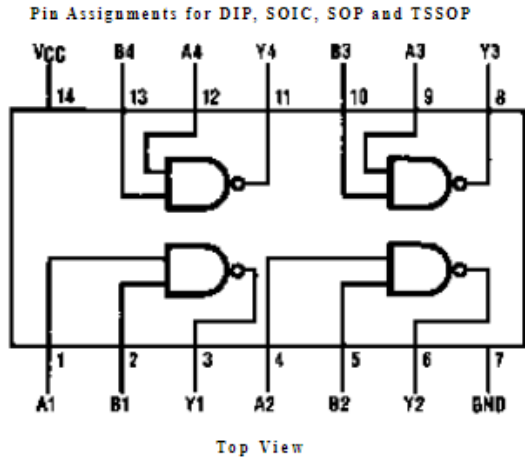 Pin Assignments for DIP, SOIC, SOP and TSSOP
VCC B4 A4 Y4 B3 A3 Y3
14 13 12 11 10 9 8
1 2 3 4 5 6 7
A1 B1 Y1 A2 B2 Y2 GND
Top View